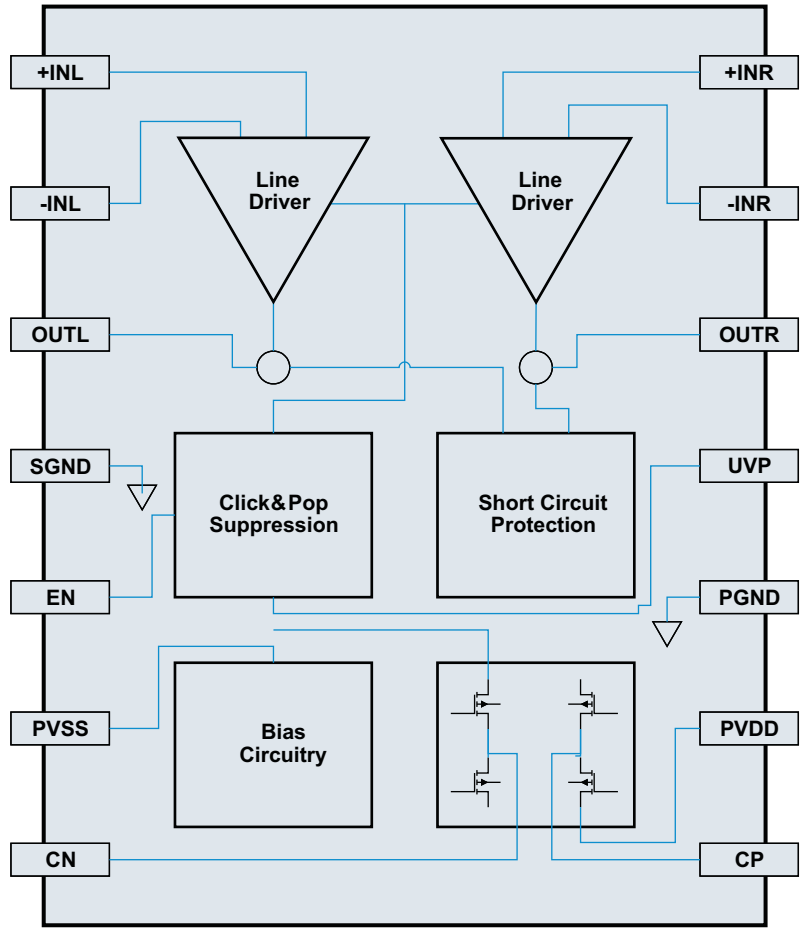 +INL
+INR
Line
Driver
Line
Driver
-INL
-INR
OUTL
OUTR
SGND
UVP
Click&Pop
Suppression
Short Circuit
Protection
EN
PGND
PVSS
Bias
Circuitry
PVDD
CN
CP